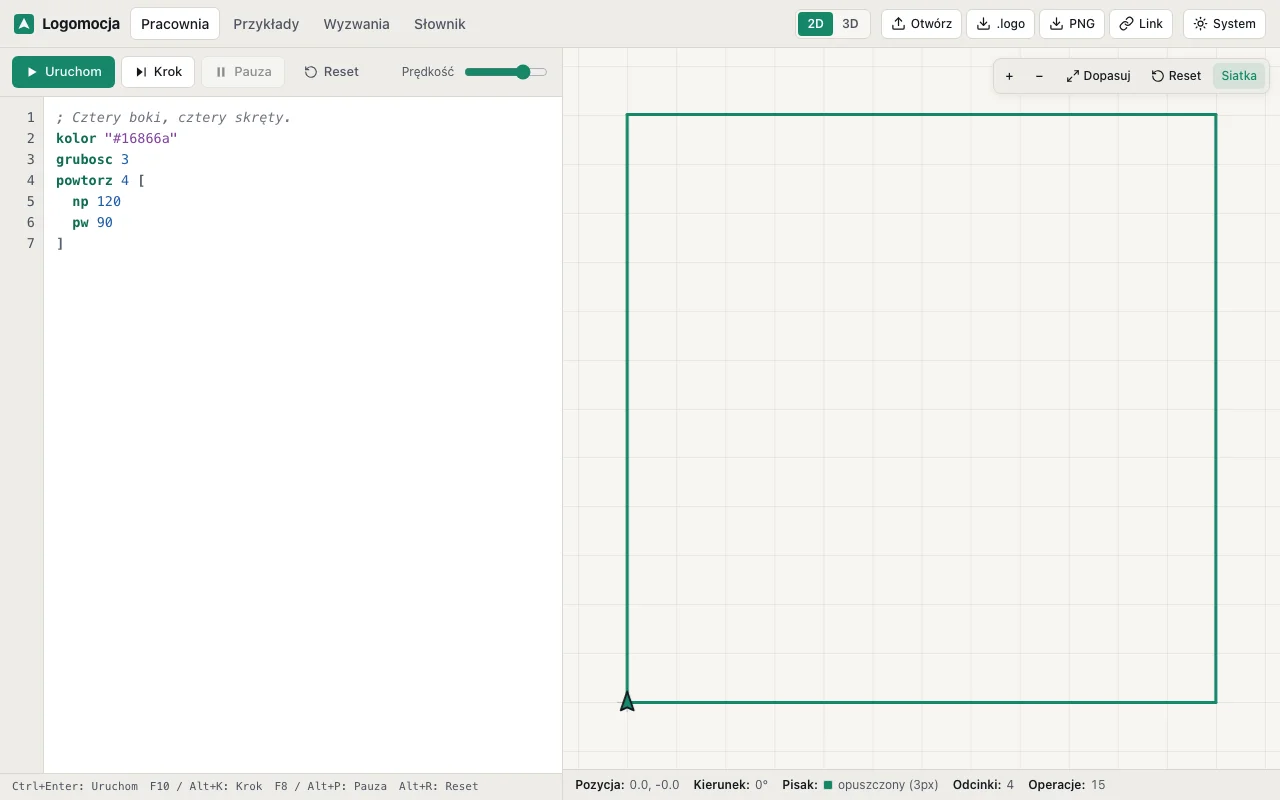 Logomocja Pracownia Przykłady Wyzwania Słownik 2D 3D Otwórz .logo PNG Link System
Uruchom Krok Pauza Reset Prędkość
+ − Dopasuj Reset Siatka
1 ; Cztery boki, cztery skręty.
2 kolor "#16866a"
3 grubosc 3
4 powtorz 4 [
5 np 120
6 pw 90
7 ]
Ctrl+Enter: Uruchom F10 / Alt+K: Krok F8 / Alt+P: Pauza Alt+R: Reset
Pozycja: 0.0, -0.0 Kierunek: 0° Pisak: opuszczony (3px) Odcinki: 4 Operacje: 15